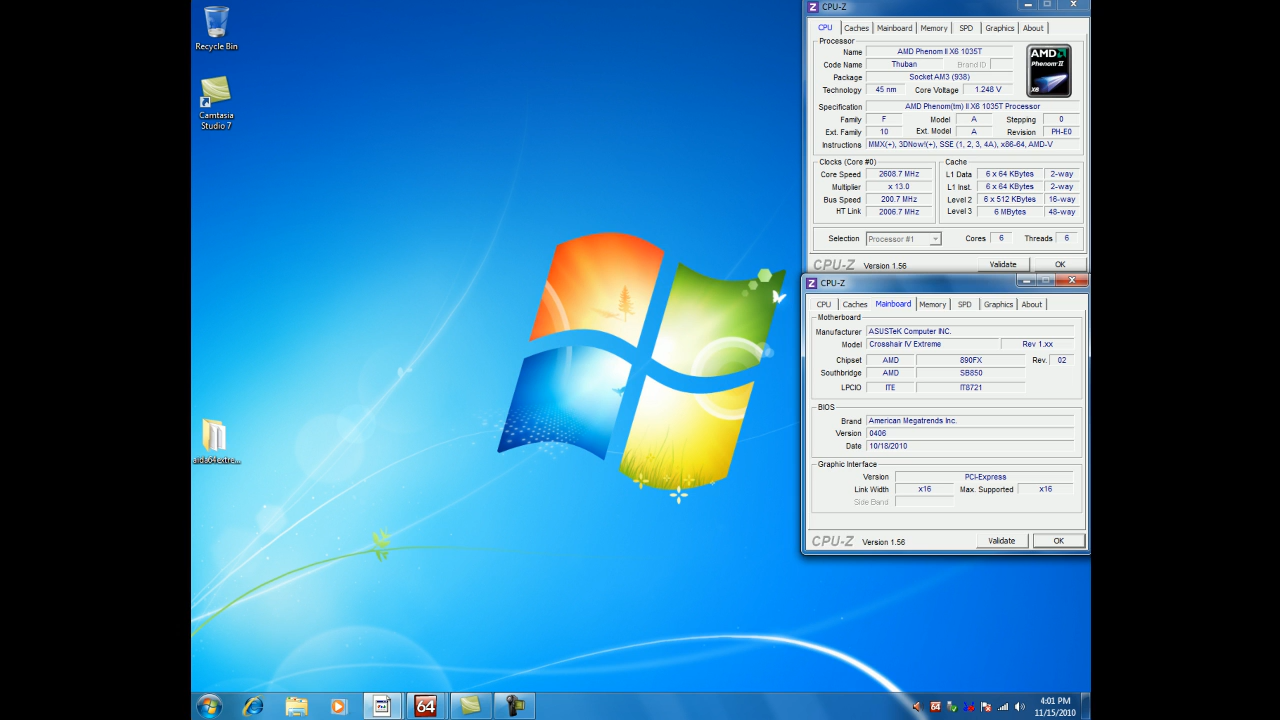 Recycle Bin
Camtasia
Studio 7
CPU-Z
CPU Caches Mainboard Memory SPD Graphics About
Processor
Name AMD Phenom II X6 1035T
Code Name Thuban Brand ID
Package Socket AM3 (938)
Technology 45 nm Core Voltage 1.248 V
AMD
Phenom II
X6
Specification AMD Phenom(tm) II X6 1035T Processor
Family F Model A Stepping 0
Ext. Family 10 Ext. Model A Revision PH-E0
Instructions MMX(+), 3DNow!(+), SSE (1, 2, 3, 4A), x86-64, AMD-V
Clocks (Core #0)
Core Speed 2608.7 MHz
Multiplier x 13.0
Bus Speed 200.7 MHz
HT Link 2006.7 MHz
Cache
L1 Data 6 x 64 KBytes 2-way
L1 Inst. 6 x 64 KBytes 2-way
Level 2 6 x 512 KBytes 16-way
Level 3 6 MBytes 48-way
Selection Processor #1 Cores 6 Threads 6
CPU-Z Version 1.56 Validate OK
CPU-Z
CPU Caches Mainboard Memory SPD Graphics About
Motherboard
Manufacturer ASUSTeK Computer INC.
Model Crosshair IV Extreme Rev 1.xx
Chipset AMD 890FX Rev. 02
Southbridge AMD SB850
LPCIO ITE IT8721
BIOS
Brand American Megatrends Inc.
Version 0406
Date 10/18/2010
Graphic Interface
Version PCI-Express
Link Width x16 Max. Supported x16
Side Band
CPU-Z Version 1.56 Validate OK
aida64extre...
64
64
4:01 PM
11/15/2010